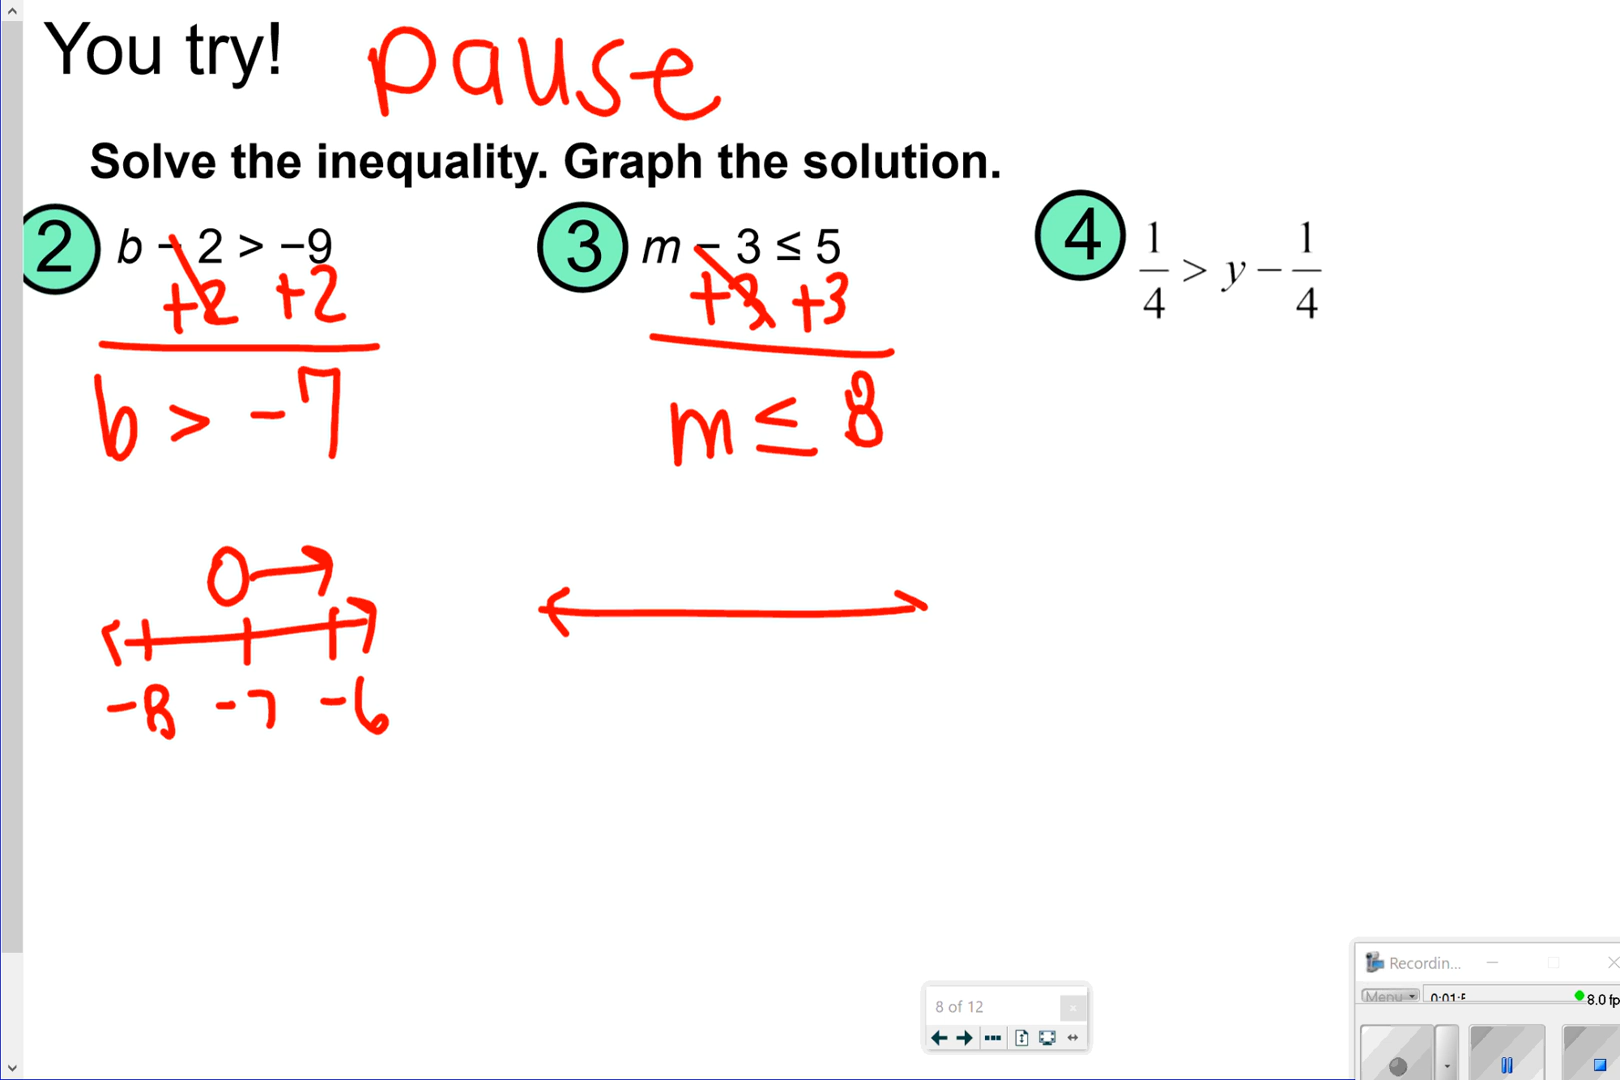 You try! pause
Solve the inequality. Graph the solution.
2 b − 2 > −9
+2 +2
b > -7
-8 -7 -6
3 m − 3 ≤ 5
+3 +3
m ≤ 8
4 1/4 > y − 1/4
8 of 12
Recordin...
Menu
8.0 fp